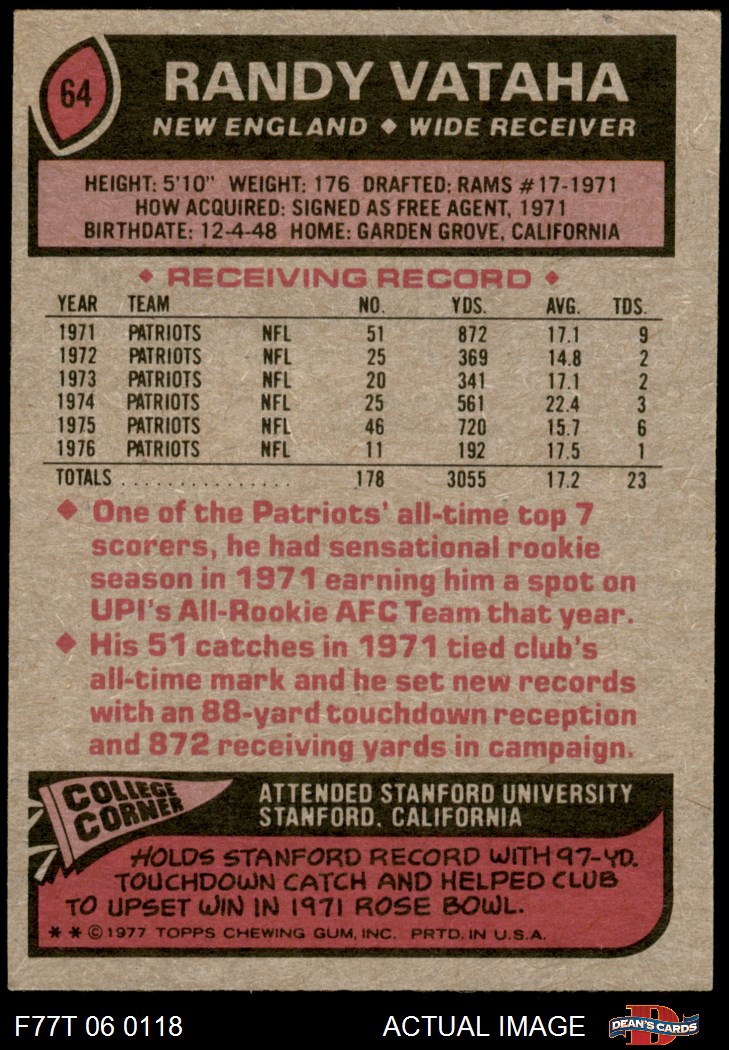 64
RANDY VATAHA
NEW ENGLAND ◆ WIDE RECEIVER
HEIGHT: 5'10" WEIGHT: 176 DRAFTED: RAMS #17-1971
HOW ACQUIRED: SIGNED AS FREE AGENT, 1971
BIRTHDATE: 12-4-48 HOME: GARDEN GROVE, CALIFORNIA
◆ RECEIVING RECORD ◆
YEAR TEAM NO. YDS. AVG. TDS.
1971 PATRIOTS NFL 51 872 17.1 9
1972 PATRIOTS NFL 25 369 14.8 2
1973 PATRIOTS NFL 20 341 17.1 2
1974 PATRIOTS NFL 25 561 22.4 3
1975 PATRIOTS NFL 46 720 15.7 6
1976 PATRIOTS NFL 11 192 17.5 1
TOTALS . . . . . . . . . . . . . . . 178 3055 17.2 23
◆ One of the Patriots' all-time top 7
scorers, he had sensational rookie
season in 1971 earning him a spot on
UPI's All-Rookie AFC Team that year.
◆ His 51 catches in 1971 tied club's
all-time mark and he set new records
with an 88-yard touchdown reception
and 872 receiving yards in campaign.
COLLEGE
CORNER
ATTENDED STANFORD UNIVERSITY
STANFORD, CALIFORNIA
HOLDS STANFORD RECORD WITH 97-YD.
TOUCHDOWN CATCH AND HELPED CLUB
TO UPSET WIN IN 1971 ROSE BOWL.
* * © 1977 TOPPS CHEWING GUM, INC. PRTD. IN U.S.A.
F77T 06 0118 ACTUAL IMAGE DEAN'S CARDS